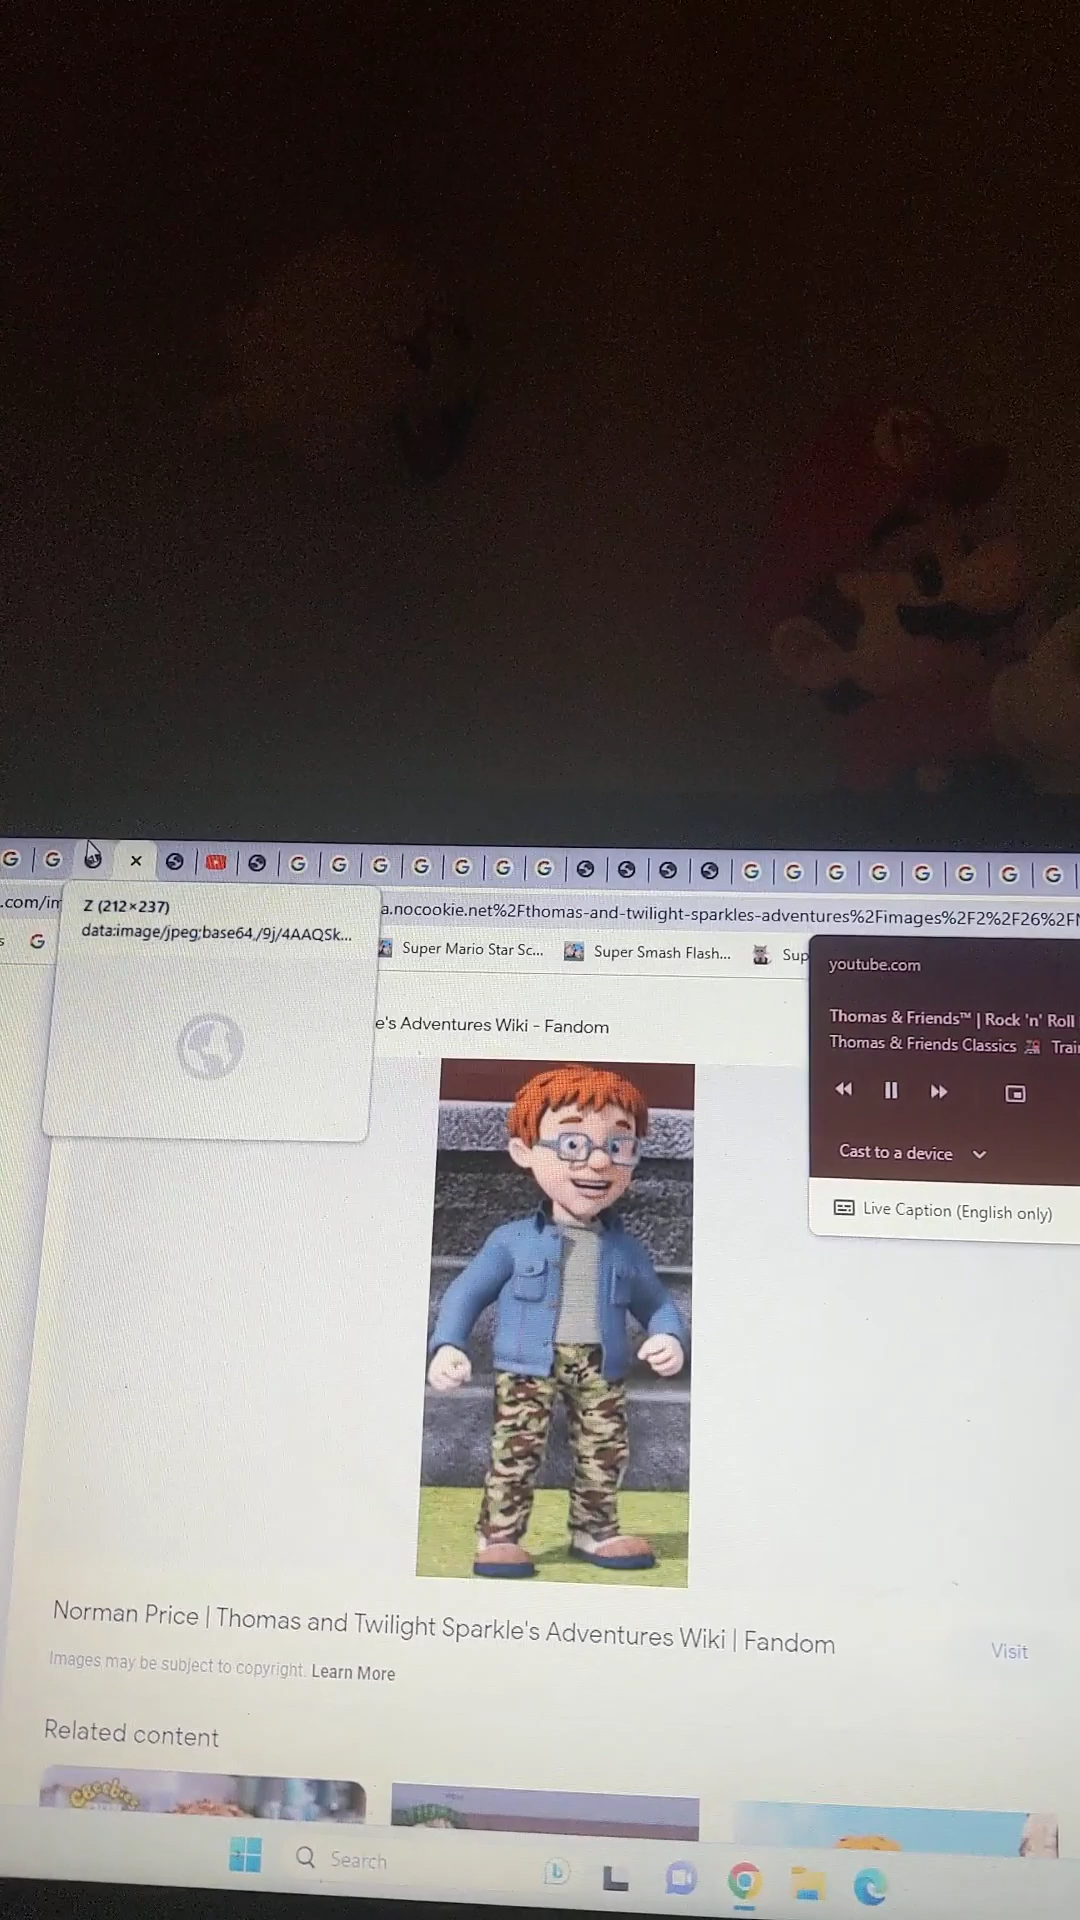 .com/im
a.nocookie.net%2Fthomas-and-twilight-sparkles-adventures%2Fimages%2F2%2F26%2F
Z (212×237)
data:image/jpeg;base64,/9j/4AAQSk...
s
Super Mario Star Sc...
Super Smash Flash...
Sup
youtube.com
Thomas & Friends™ | Rock 'n' Roll
Thomas & Friends Classics 🚂 Trai
Cast to a device
Live Caption (English only)
e's Adventures Wiki - Fandom
Norman Price | Thomas and Twilight Sparkle's Adventures Wiki | Fandom
Visit
Images may be subject to copyright. Learn More
Related content
CBeebies
Search